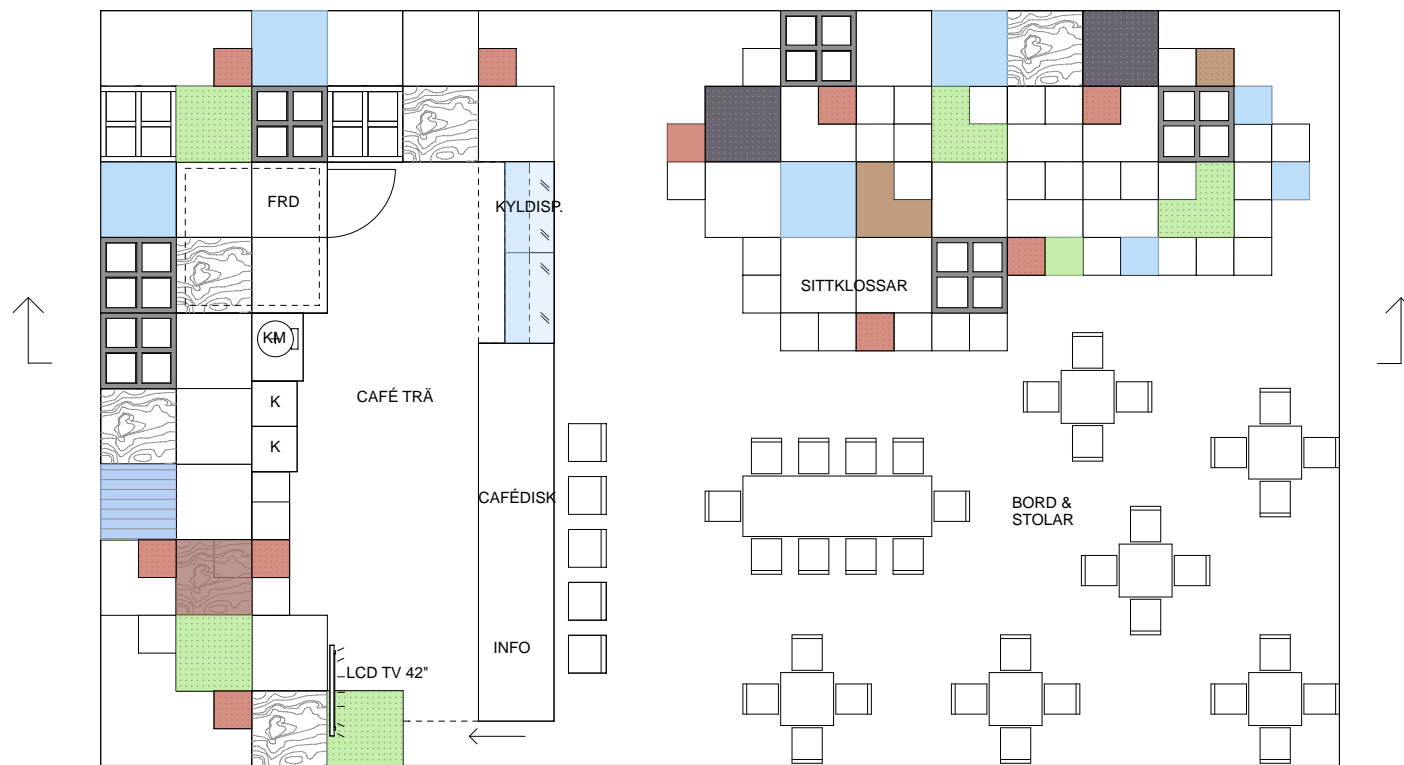 FRD
KYLDISP.
SITTKLOSSAR
KM
CAFÉ TRÄ
K
K
CAFÉDISK
BORD &
STOLAR
INFO
LCD TV 42"